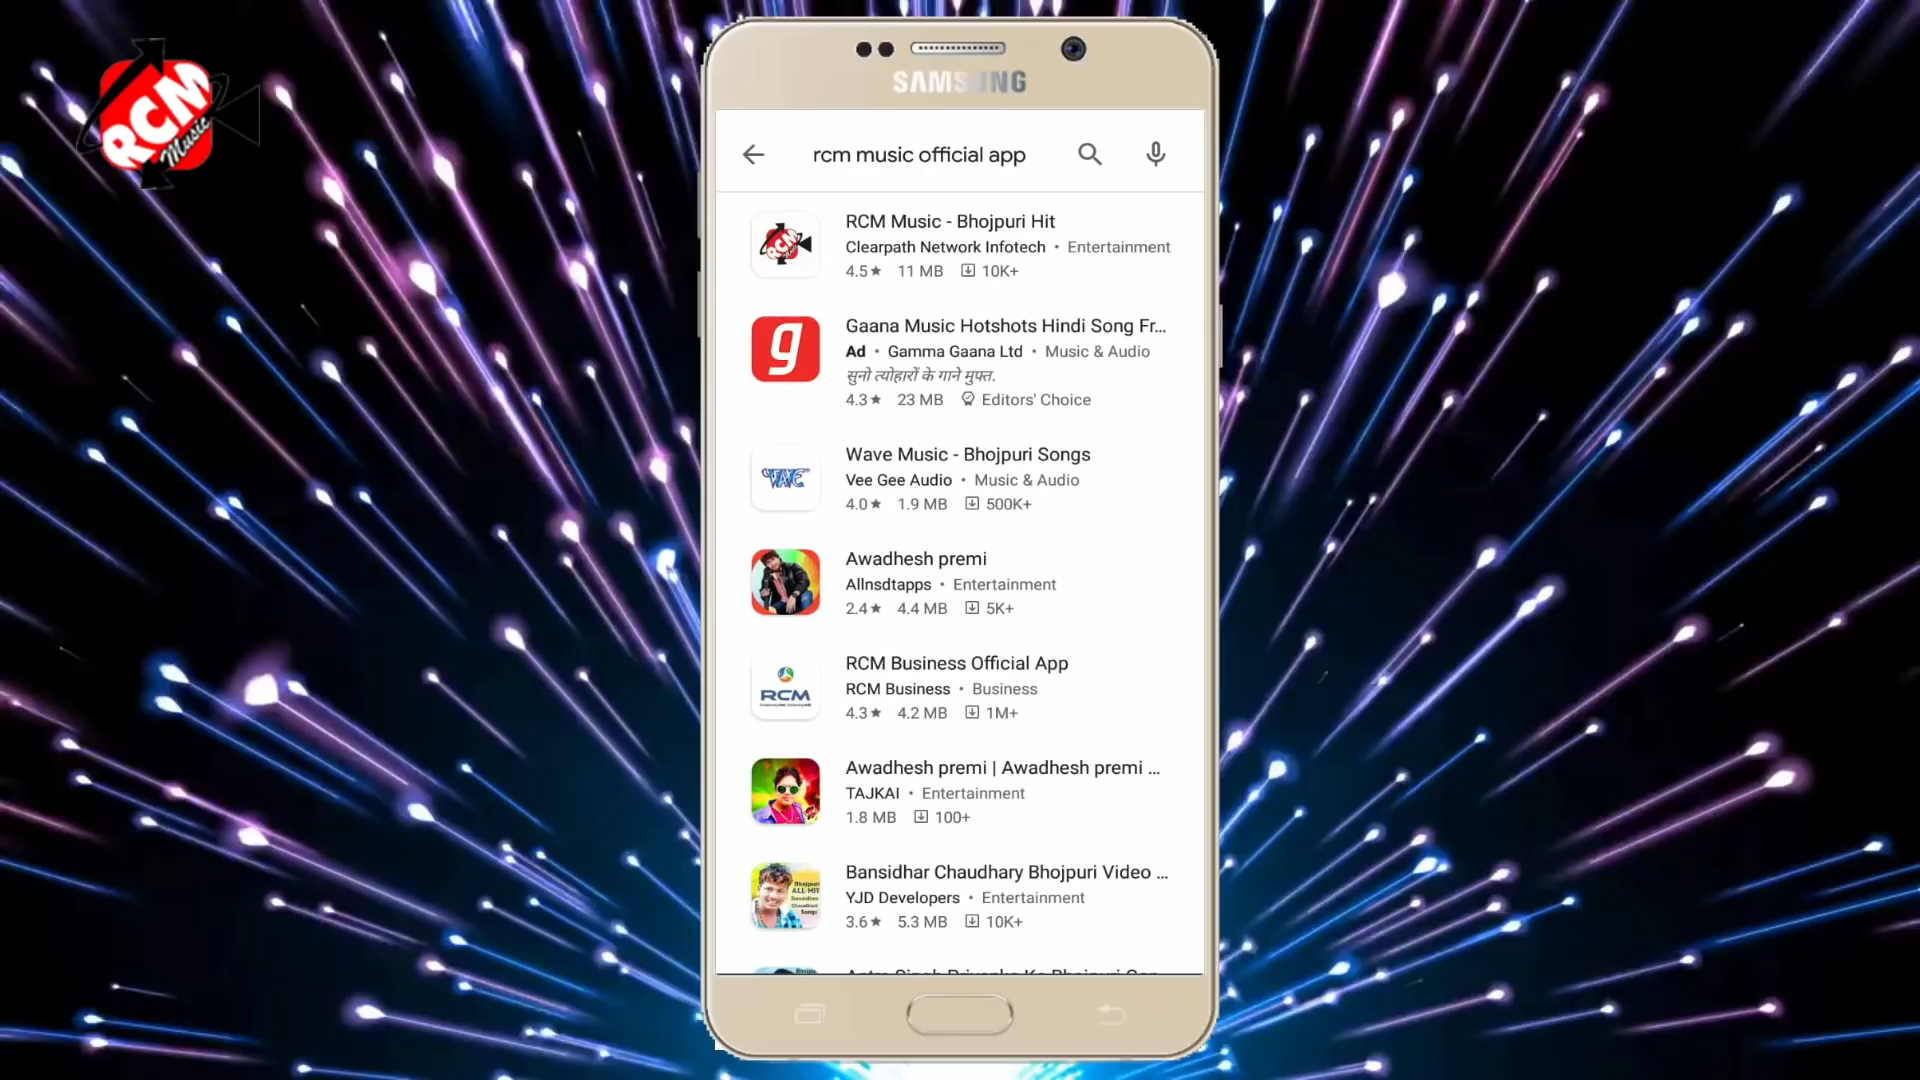 RCM
Music
SAMSUNG
rcm music official app
RCM Music - Bhojpuri Hit
Clearpath Network Infotech • Entertainment
4.5★ 11 MB 10K+
Gaana Music Hotshots Hindi Song Fr...
Ad • Gamma Gaana Ltd • Music & Audio
सुनो त्योहारों के गाने मुफ्त.
4.3★ 23 MB Editors' Choice
Wave Music - Bhojpuri Songs
Vee Gee Audio • Music & Audio
4.0★ 1.9 MB 500K+
Awadhesh premi
Allnsdtapps • Entertainment
2.4★ 4.4 MB 5K+
RCM Business Official App
RCM
RCM Business • Business
4.3★ 4.2 MB 1M+
Awadhesh premi | Awadhesh premi ...
TAJKAI • Entertainment
1.8 MB 100+
Bansidhar Chaudhary Bhojpuri Video ...
Bhojpuri
ALL HIT
Songs
YJD Developers • Entertainment
3.6★ 5.3 MB 10K+